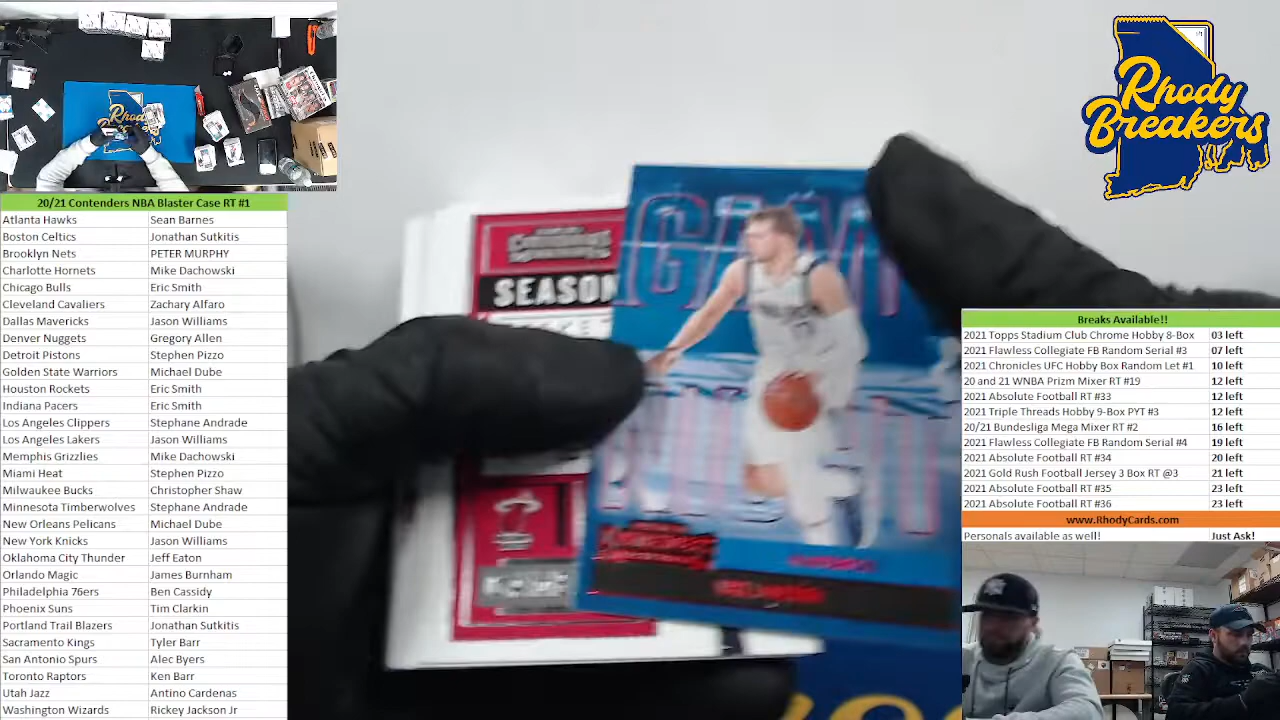 Rhody
Breakers
20/21 Contenders NBA Blaster Case RT #1
Atlanta Hawks Sean Barnes
Boston Celtics Jonathan Sutkitis
Brooklyn Nets PETER MURPHY
Charlotte Hornets Mike Dachowski
Chicago Bulls Eric Smith
Cleveland Cavaliers Zachary Alfaro
Dallas Mavericks Jason Williams
Denver Nuggets Gregory Allen
Detroit Pistons Stephen Pizzo
Golden State Warriors Michael Dube
Houston Rockets Eric Smith
Indiana Pacers Eric Smith
Los Angeles Clippers Stephane Andrade
Los Angeles Lakers Jason Williams
Memphis Grizzlies Mike Dachowski
Miami Heat Stephen Pizzo
Milwaukee Bucks Christopher Shaw
Minnesota Timberwolves Stephane Andrade
New Orleans Pelicans Michael Dube
New York Knicks Jason Williams
Oklahoma City Thunder Jeff Eaton
Orlando Magic James Burnham
Philadelphia 76ers Ben Cassidy
Phoenix Suns Tim Clarkin
Portland Trail Blazers Jonathan Sutkitis
Sacramento Kings Tyler Barr
San Antonio Spurs Alec Byers
Toronto Raptors Ken Barr
Utah Jazz Antino Cardenas
Washington Wizards Rickey Jackson Jr
SEASON
Rhody
Breakers
Breaks Available!!
2021 Topps Stadium Club Chrome Hobby 8-Box 03 left
2021 Flawless Collegiate FB Random Serial #3 07 left
2021 Chronicles UFC Hobby Box Random Let #1 10 left
20 and 21 WNBA Prizm Mixer RT #19 12 left
2021 Absolute Football RT #33 12 left
2021 Triple Threads Hobby 9-Box PYT #3 12 left
20/21 Bundesliga Mega Mixer RT #2 16 left
2021 Flawless Collegiate FB Random Serial #4 19 left
2021 Absolute Football RT #34 20 left
2021 Gold Rush Football Jersey 3 Box RT @3 21 left
2021 Absolute Football RT #35 23 left
2021 Absolute Football RT #36 23 left
www.RhodyCards.com
Personals available as well! Just Ask!